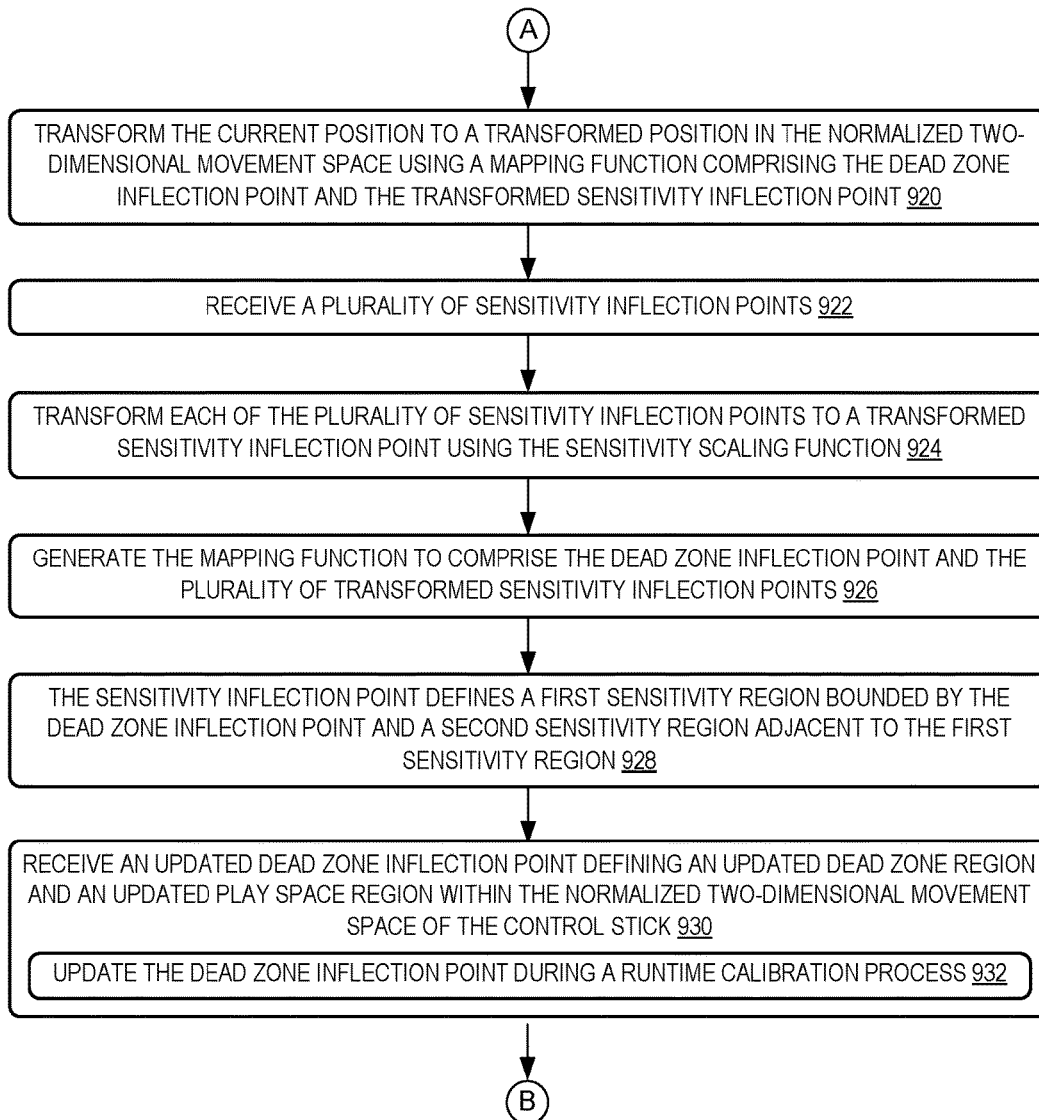 A
TRANSFORM THE CURRENT POSITION TO A TRANSFORMED POSITION IN THE NORMALIZED TWO-
DIMENSIONAL MOVEMENT SPACE USING A MAPPING FUNCTION COMPRISING THE DEAD ZONE
INFLECTION POINT AND THE TRANSFORMED SENSITIVITY INFLECTION POINT 920
RECEIVE A PLURALITY OF SENSITIVITY INFLECTION POINTS 922
TRANSFORM EACH OF THE PLURALITY OF SENSITIVITY INFLECTION POINTS TO A TRANSFORMED
SENSITIVITY INFLECTION POINT USING THE SENSITIVITY SCALING FUNCTION 924
GENERATE THE MAPPING FUNCTION TO COMPRISE THE DEAD ZONE INFLECTION POINT AND THE
PLURALITY OF TRANSFORMED SENSITIVITY INFLECTION POINTS 926
THE SENSITIVITY INFLECTION POINT DEFINES A FIRST SENSITIVITY REGION BOUNDED BY THE
DEAD ZONE INFLECTION POINT AND A SECOND SENSITIVITY REGION ADJACENT TO THE FIRST
SENSITIVITY REGION 928
RECEIVE AN UPDATED DEAD ZONE INFLECTION POINT DEFINING AN UPDATED DEAD ZONE REGION
AND AN UPDATED PLAY SPACE REGION WITHIN THE NORMALIZED TWO-DIMENSIONAL MOVEMENT
SPACE OF THE CONTROL STICK 930
UPDATE THE DEAD ZONE INFLECTION POINT DURING A RUNTIME CALIBRATION PROCESS 932
B